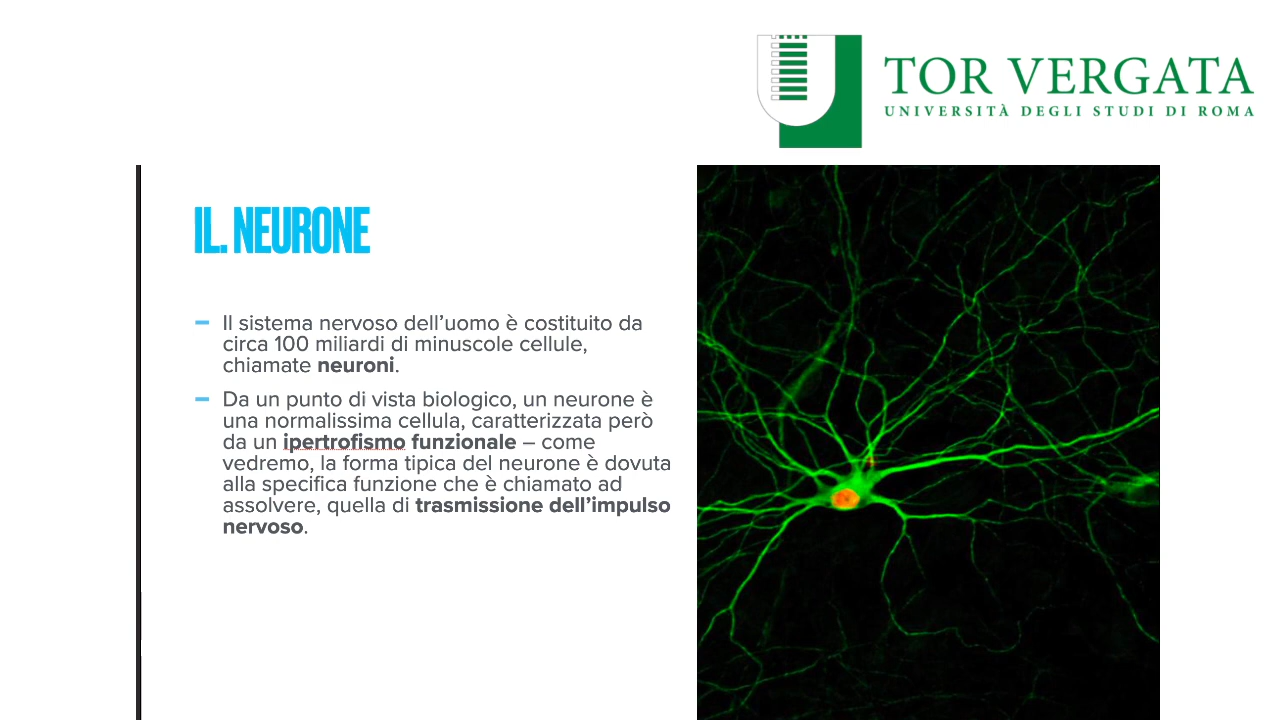 TOR VERGATA
UNIVERSITÀ DEGLI STUDI DI ROMA
IL. NEURONE
– Il sistema nervoso dell’uomo è costituito da
circa 100 miliardi di minuscole cellule,
chiamate neuroni.
– Da un punto di vista biologico, un neurone è
una normalissima cellula, caratterizzata però
da un ipertrofismo funzionale – come
vedremo, la forma tipica del neurone è dovuta
alla specifica funzione che è chiamato ad
assolvere, quella di trasmissione dell’impulso
nervoso.